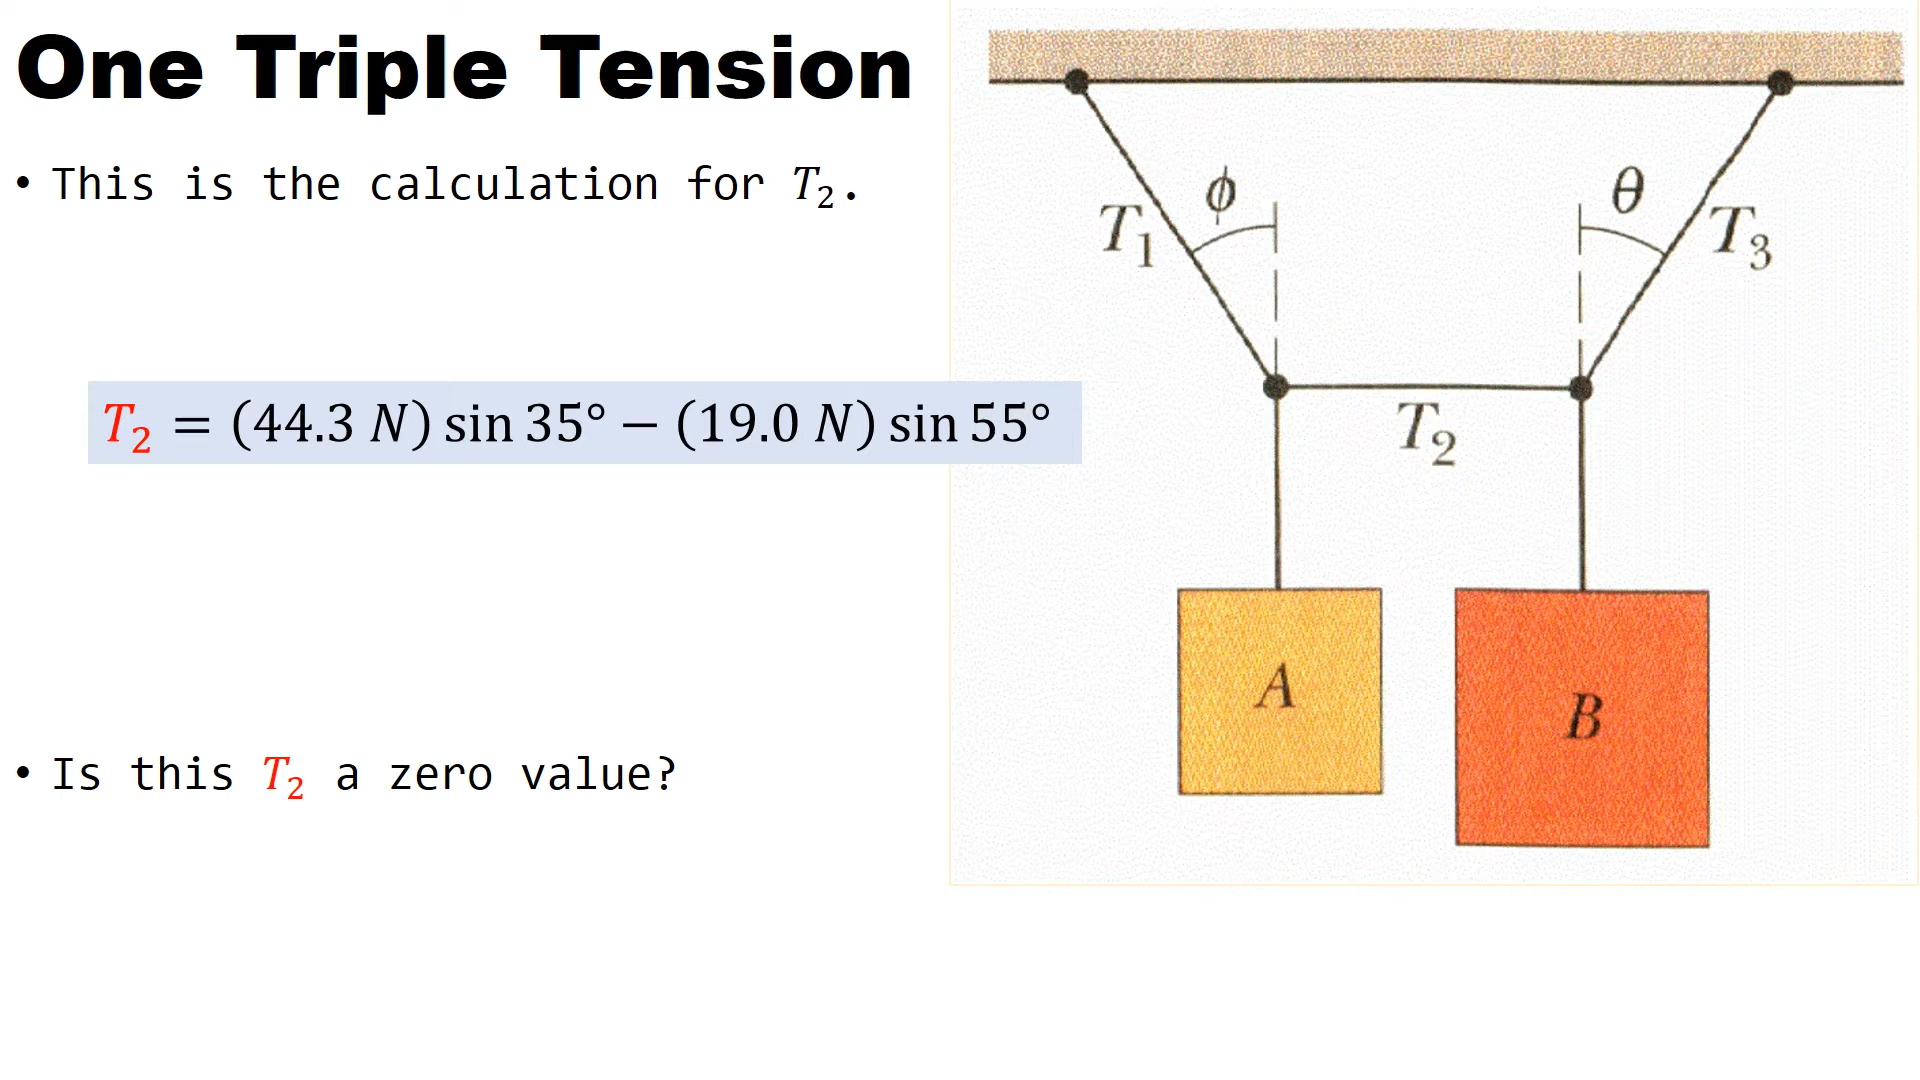 One Triple Tension
• This is the calculation for T₂.
T₂ = (44.3 N) sin 35° − (19.0 N) sin 55°
• Is this T₂ a zero value?
ϕ
θ
T₁
T₃
T₂
A
B